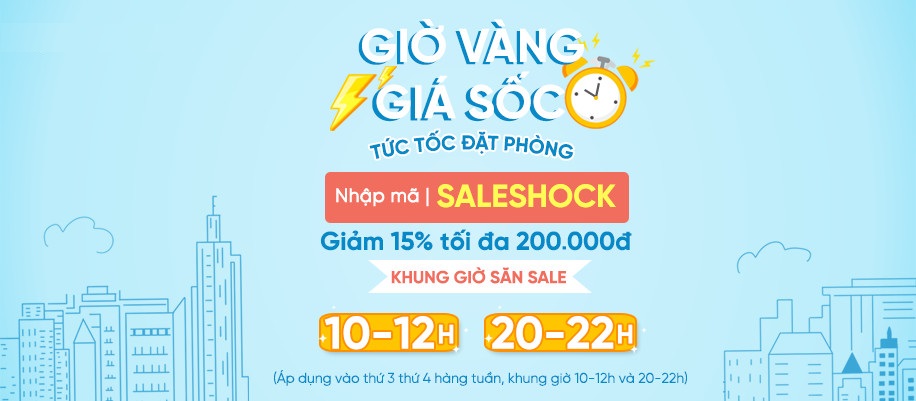 GIỜ VÀNG
GIÁ SỐC
TỨC TỐC ĐẶT PHÒNG
Nhập mã | SALESHOCK
Giảm 15% tối đa 200.000đ
KHUNG GIỜ SĂN SALE
10-12H 20-22H
(Áp dụng vào thứ 3 thứ 4 hàng tuần, khung giờ 10-12h và 20-22h)